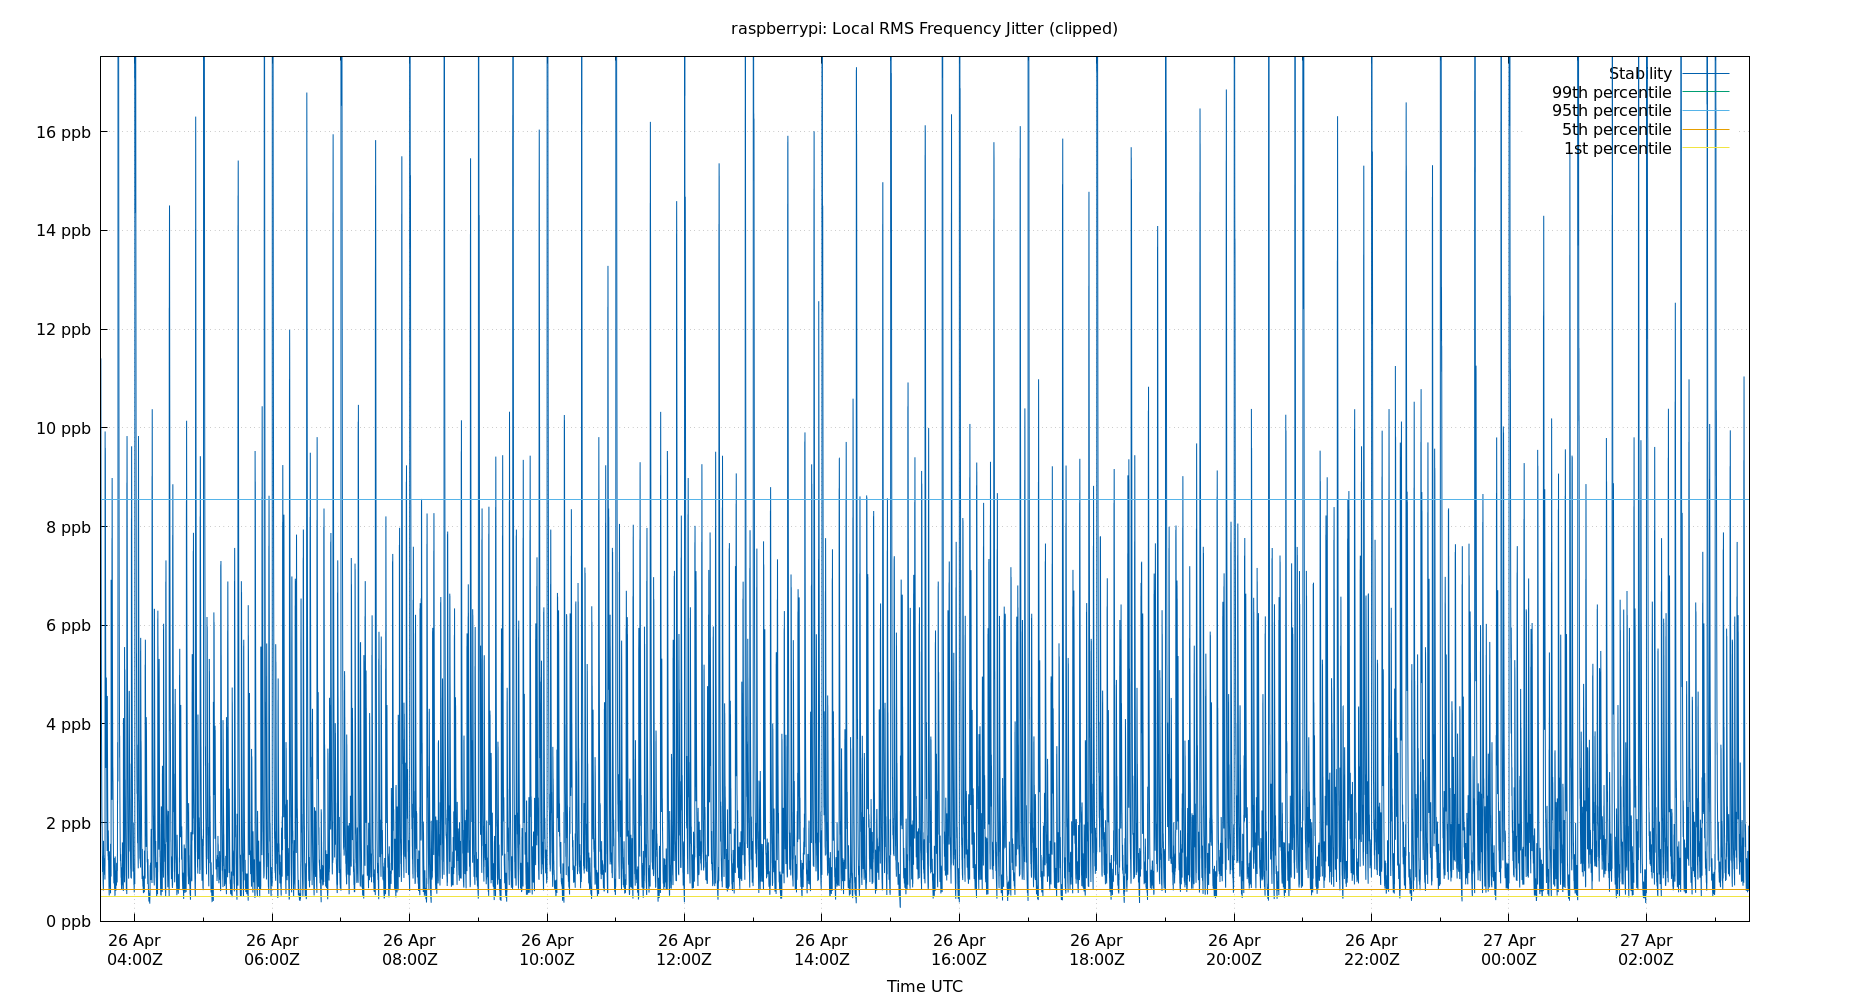 raspberrypi: Local RMS Frequency Jitter (clipped)
Stability
99th percentile
95th percentile
5th percentile
1st percentile
16 ppb
14 ppb
12 ppb
10 ppb
8 ppb
6 ppb
4 ppb
2 ppb
0 ppb
26 Apr 26 Apr 26 Apr 26 Apr 26 Apr 26 Apr 26 Apr 26 Apr 26 Apr 26 Apr 27 Apr 27 Apr
04:00Z 06:00Z 08:00Z 10:00Z 12:00Z 14:00Z 16:00Z 18:00Z 20:00Z 22:00Z 00:00Z 02:00Z
Time UTC